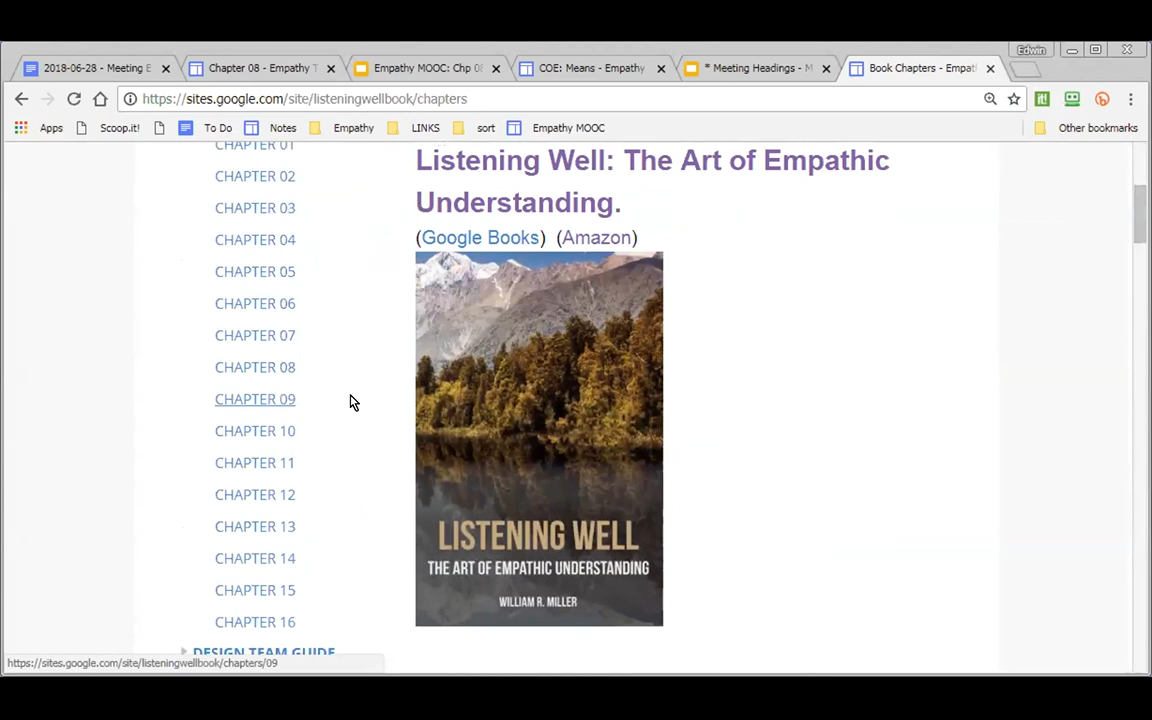 Edwin
2018-06-28 - Meeting E
Chapter 08 - Empathy T
Empathy MOOC: Chp 08
COE: Means - Empathy
* Meeting Headings - M
Book Chapters - Empat
https://sites.google.com/site/listeningwellbook/chapters
it!
Apps
Scoop.it!
To Do
Notes
Empathy
LINKS
sort
Empathy MOOC
Other bookmarks
CHAPTER 01
CHAPTER 02
CHAPTER 03
CHAPTER 04
CHAPTER 05
CHAPTER 06
CHAPTER 07
CHAPTER 08
CHAPTER 09
CHAPTER 10
CHAPTER 11
CHAPTER 12
CHAPTER 13
CHAPTER 14
CHAPTER 15
CHAPTER 16
DESIGN TEAM GUIDE
Listening Well: The Art of Empathic
Understanding.
(Google Books) (Amazon)
LISTENING WELL
THE ART OF EMPATHIC UNDERSTANDING
WILLIAM R. MILLER
https://sites.google.com/site/listeningwellbook/chapters/09